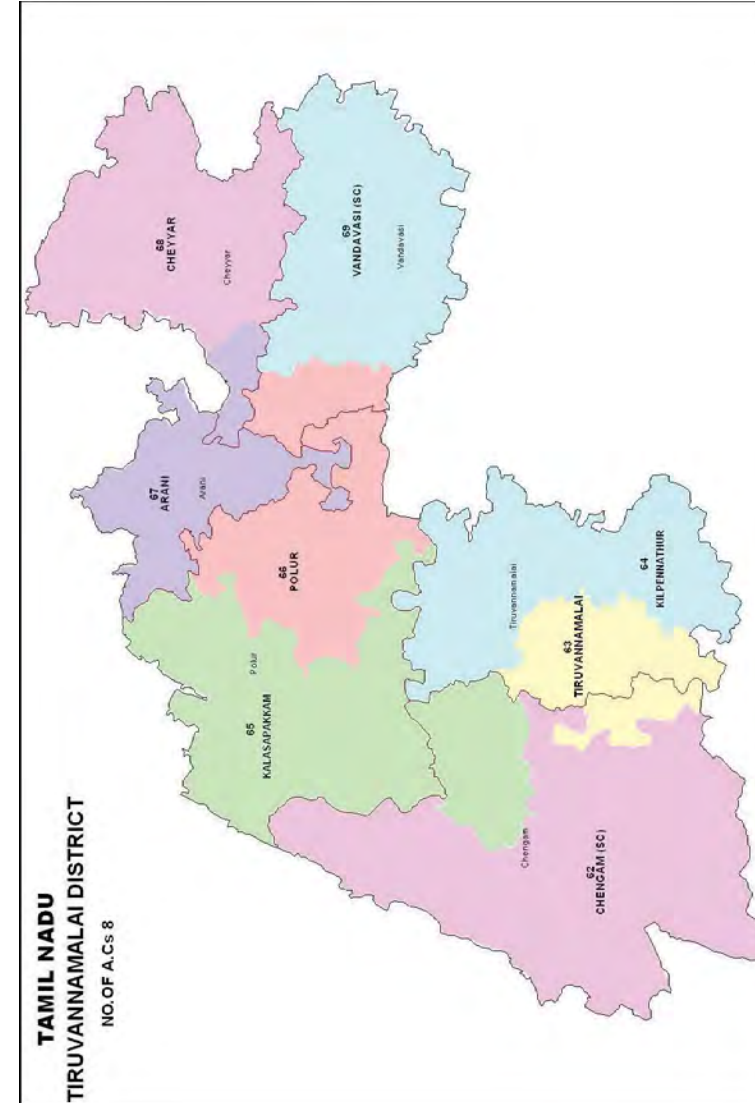 TAMIL NADU
TIRUVANNAMALAI DISTRICT
NO.OF A.Cs 8
68
CHEYYAR
Cheyyar
69
VANDAVASI (SC)
Vandavasi
67
ARANI
Arani
66
POLUR
65
KALASAPAKKAM
Polur
Tiruvannamalai
63
TIRUVANNAMALAI
64
KILPENNATHUR
Chengam
62
CHENGAM (SC)